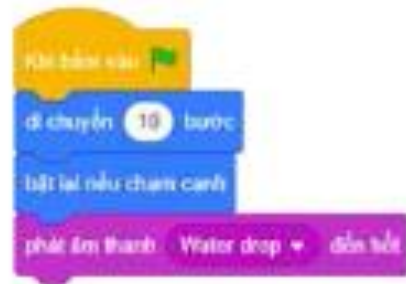 Khi bấm vào
di chuyển 10 bước
bật lại nếu chạm cạnh
phát âm thanh Water drop đến hết